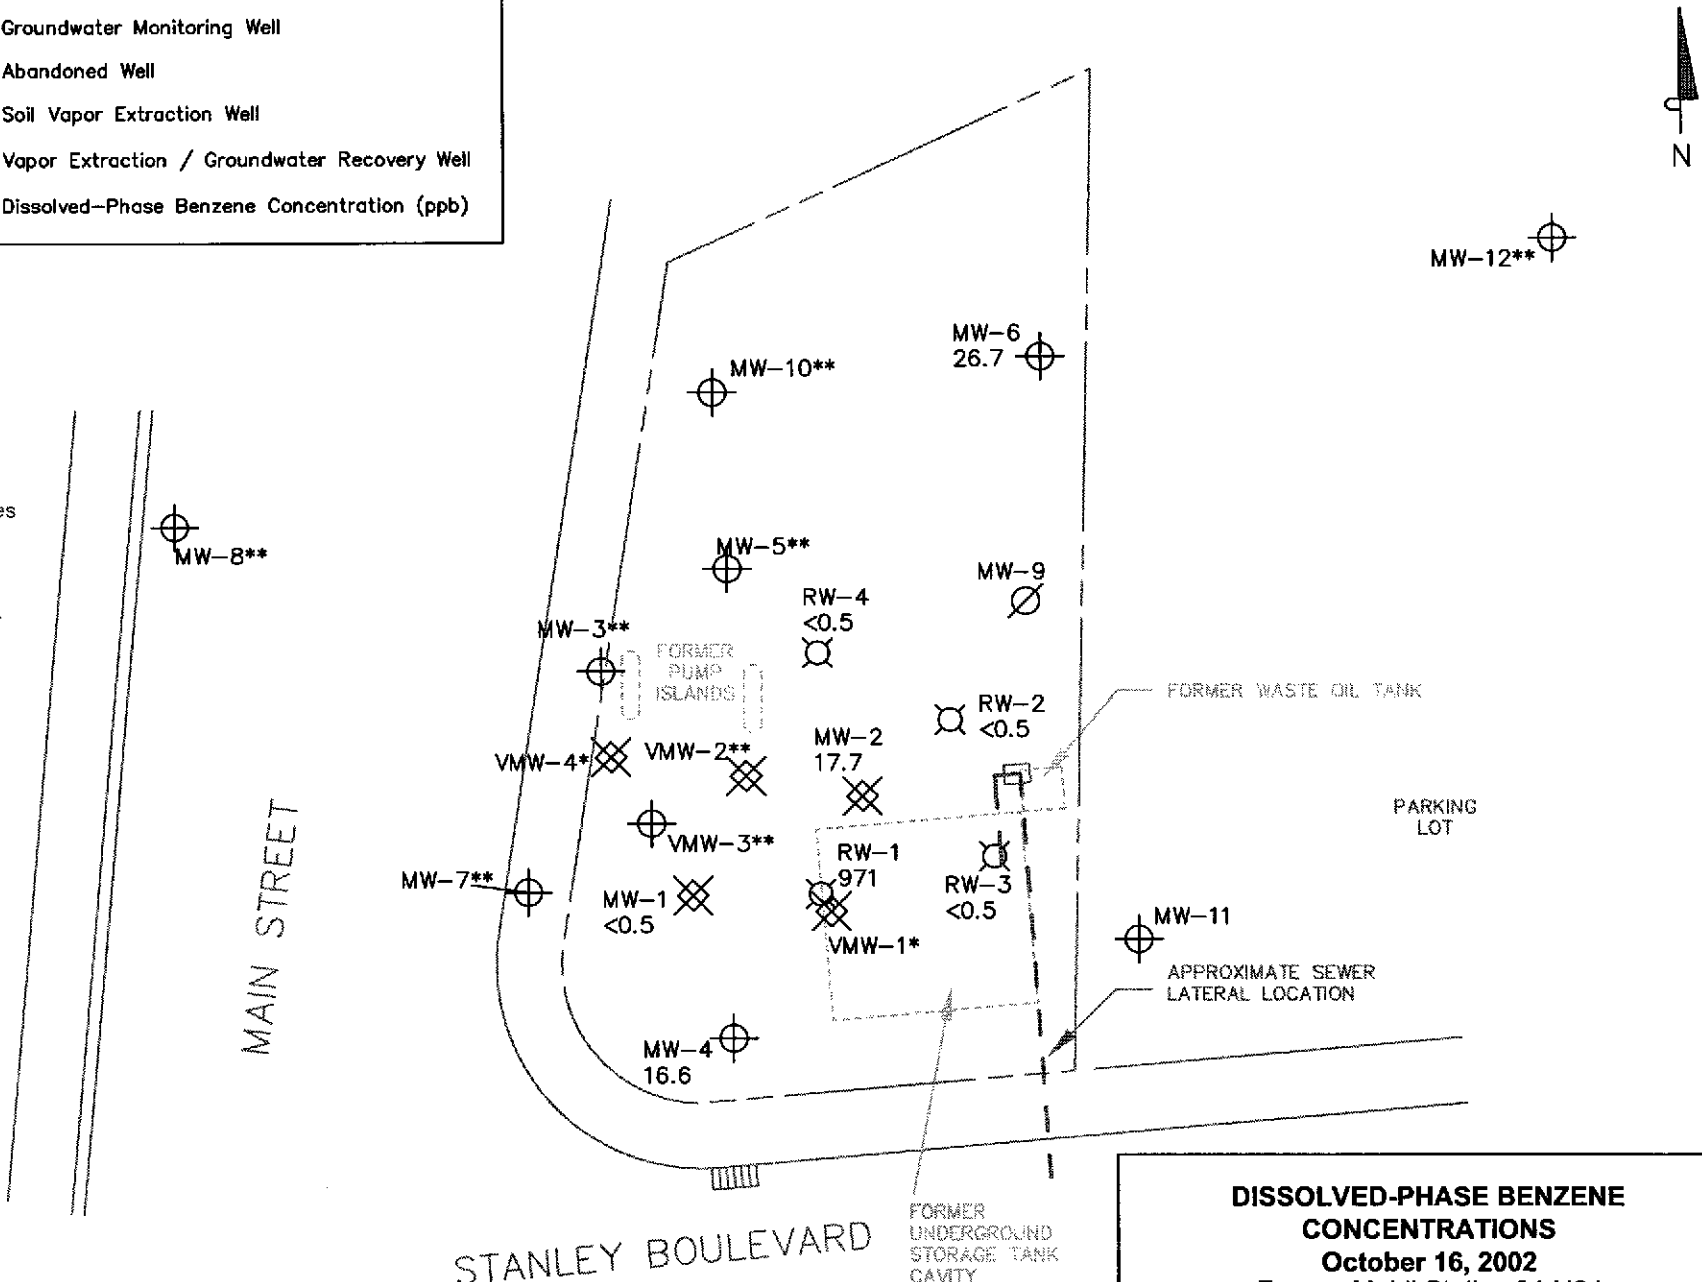 Groundwater Monitoring Well
Abandoned Well
Soil Vapor Extraction Well
Vapor Extraction / Groundwater Recovery Well
Dissolved-Phase Benzene Concentration (ppb)
N
MW-12**
MW-6
26.7
MW-10**
es
MW-8**
MW-5**
MW-9
RW-4
<0.5
MW-3**
FORMER
PUMP
ISLANDS
FORMER WASTE OIL TANK
RW-2
<0.5
VMW-4*
VMW-2**
MW-2
17.7
PARKING
LOT
VMW-3**
RW-1
971
MW-7**
MW-1
<0.5
RW-3
<0.5
MW-11
VMW-1*
APPROXIMATE SEWER
LATERAL LOCATION
MAIN STREET
MW-4
16.6
STANLEY BOULEVARD
FORMER
UNDERGROUND
STORAGE TANK
CAVITY
DISSOLVED-PHASE BENZENE
CONCENTRATIONS
October 16, 2002